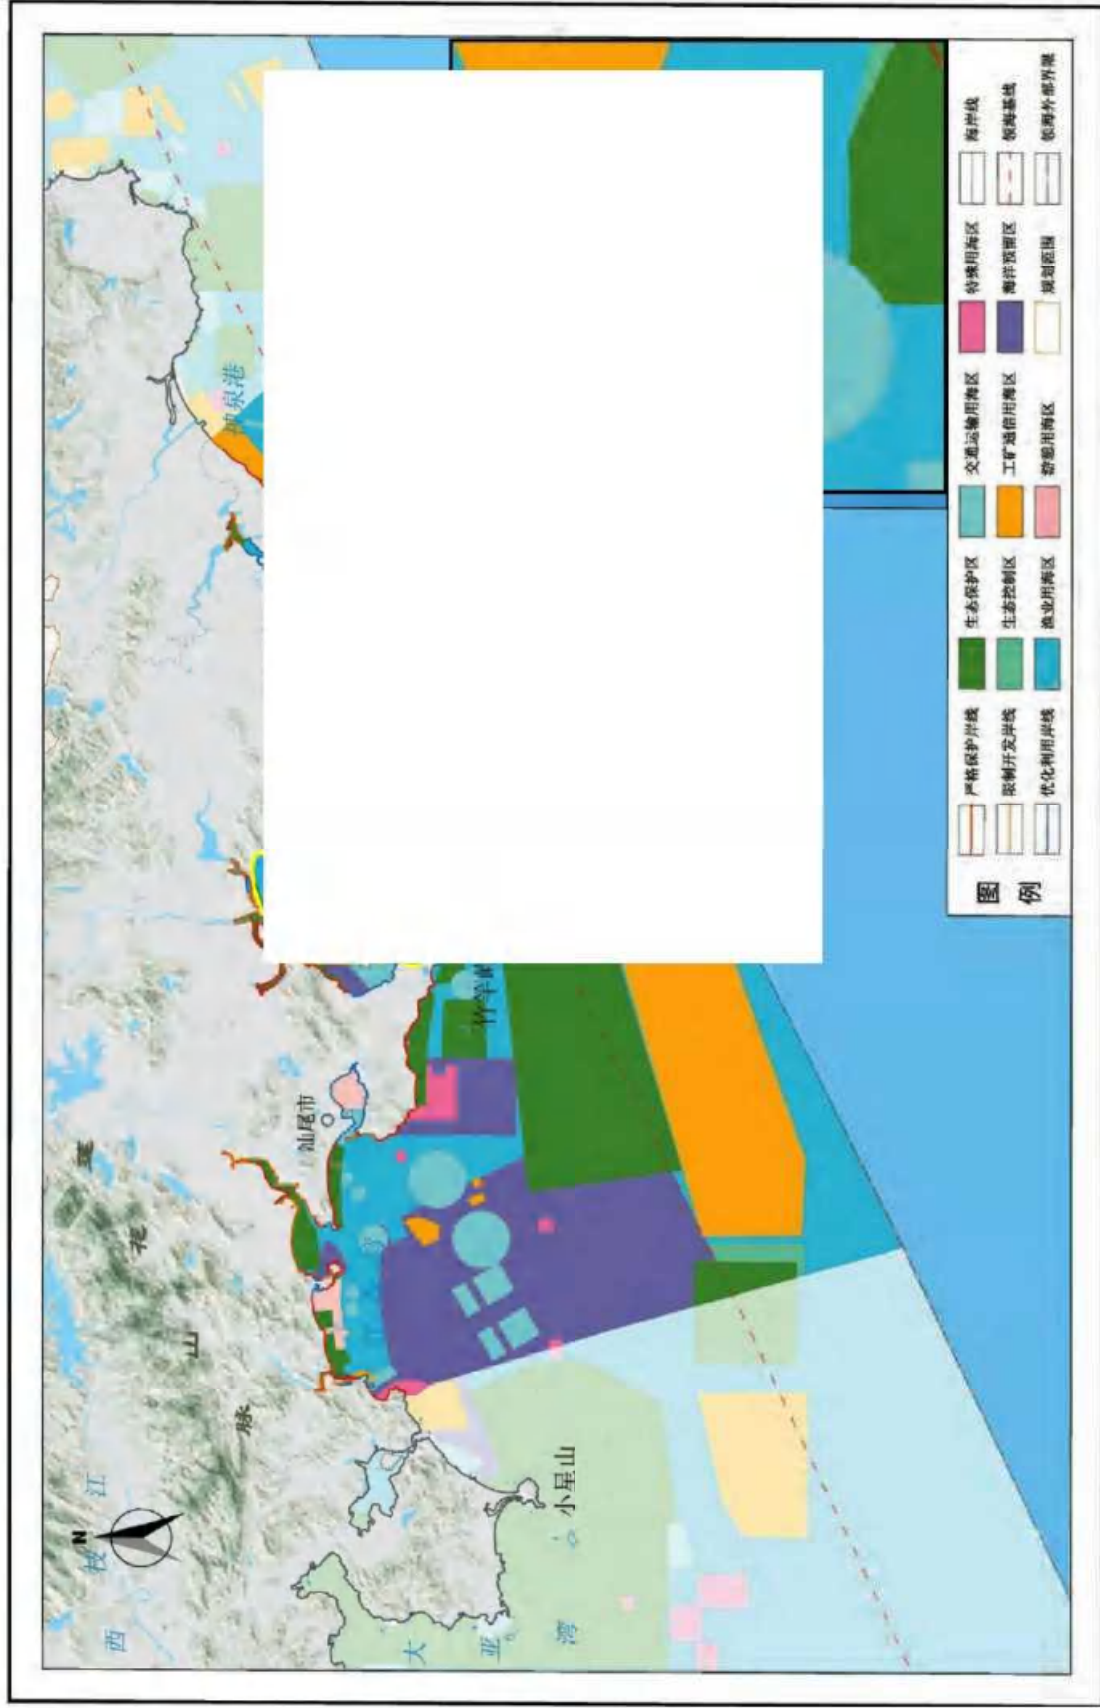 N
西
枝
江
莲
花
山
脉
神泉港
汕尾市
小星山
大
亚
湾
图例
严格保护岸线
限制开发岸线
优化利用岸线
生态保护区
生态控制区
渔业用海区
交通运输用海区
工矿通信用海区
游憩用海区
特殊用海区
海洋预留区
规划范围
海岸线
领海基线
领海外部界限